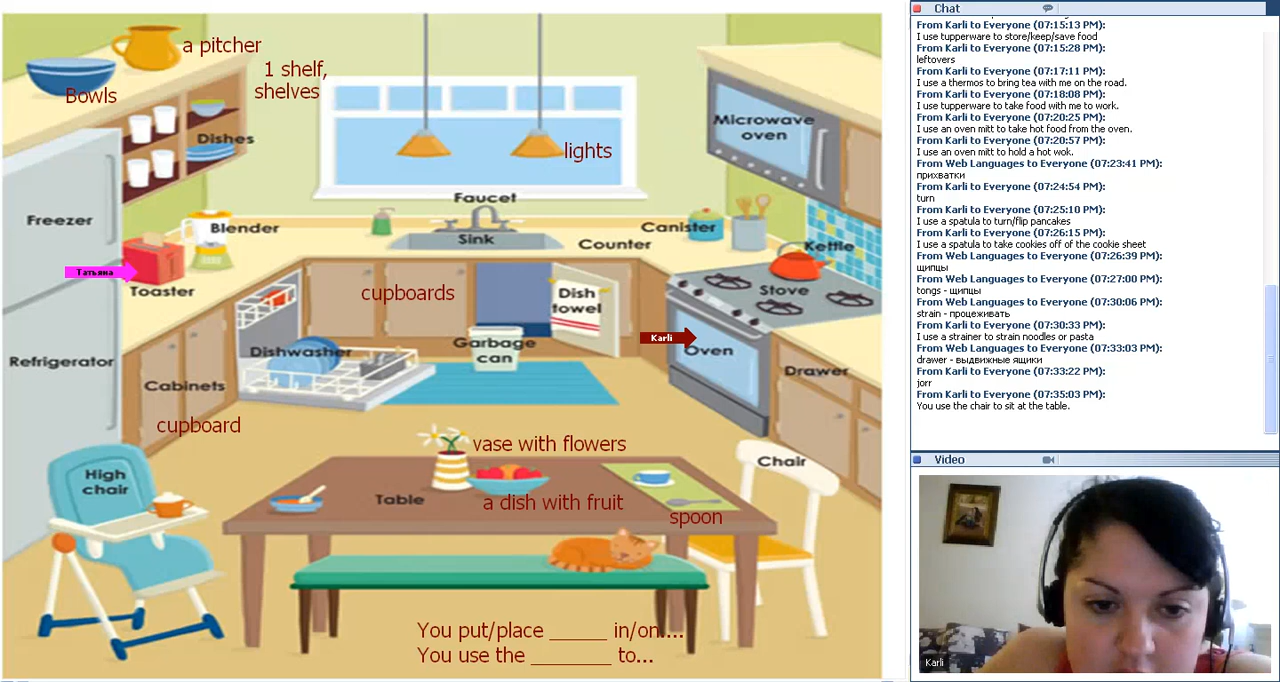 a pitcher
1 shelf,
shelves
Bowls
Dishes
Microwave
oven
lights
Faucet
Freezer
Blender
Sink
Counter
Canister
Kettle
Татьяна
Toaster
cupboards
Dish
towel
Stove
Karli
Oven
Refrigerator
Dishwasher
Garbage
can
Cabinets
Drawer
cupboard
vase with flowers
High
chair
Chair
Table
a dish with fruit
spoon
You put/place _____ in/on....
You use the _______ to...
Chat
From Karli to Everyone (07:15:13 PM):
I use tupperware to store/keep/save food
From Karli to Everyone (07:15:28 PM):
leftovers
From Karli to Everyone (07:17:11 PM):
I use a thermos to bring tea with me on the road.
From Karli to Everyone (07:18:08 PM):
I use tupperware to take food with me to work.
From Karli to Everyone (07:20:25 PM):
I use an oven mitt to take hot food from the oven.
From Karli to Everyone (07:20:57 PM):
I use an oven mitt to hold a hot wok.
From Web Languages to Everyone (07:23:41 PM):
прихватки
From Karli to Everyone (07:24:54 PM):
turn
From Karli to Everyone (07:25:10 PM):
I use a spatula to turn/flip pancakes
From Karli to Everyone (07:26:15 PM):
I use a spatula to take cookies off of the cookie sheet
From Web Languages to Everyone (07:26:39 PM):
щипцы
From Web Languages to Everyone (07:27:00 PM):
tongs - щипцы
From Web Languages to Everyone (07:30:06 PM):
strain - процеживать
From Karli to Everyone (07:30:33 PM):
I use a strainer to strain noodles or pasta
From Web Languages to Everyone (07:33:03 PM):
drawer - выдвижные ящики
From Karli to Everyone (07:33:22 PM):
jorr
From Karli to Everyone (07:35:03 PM):
You use the chair to sit at the table.
Video
Karli